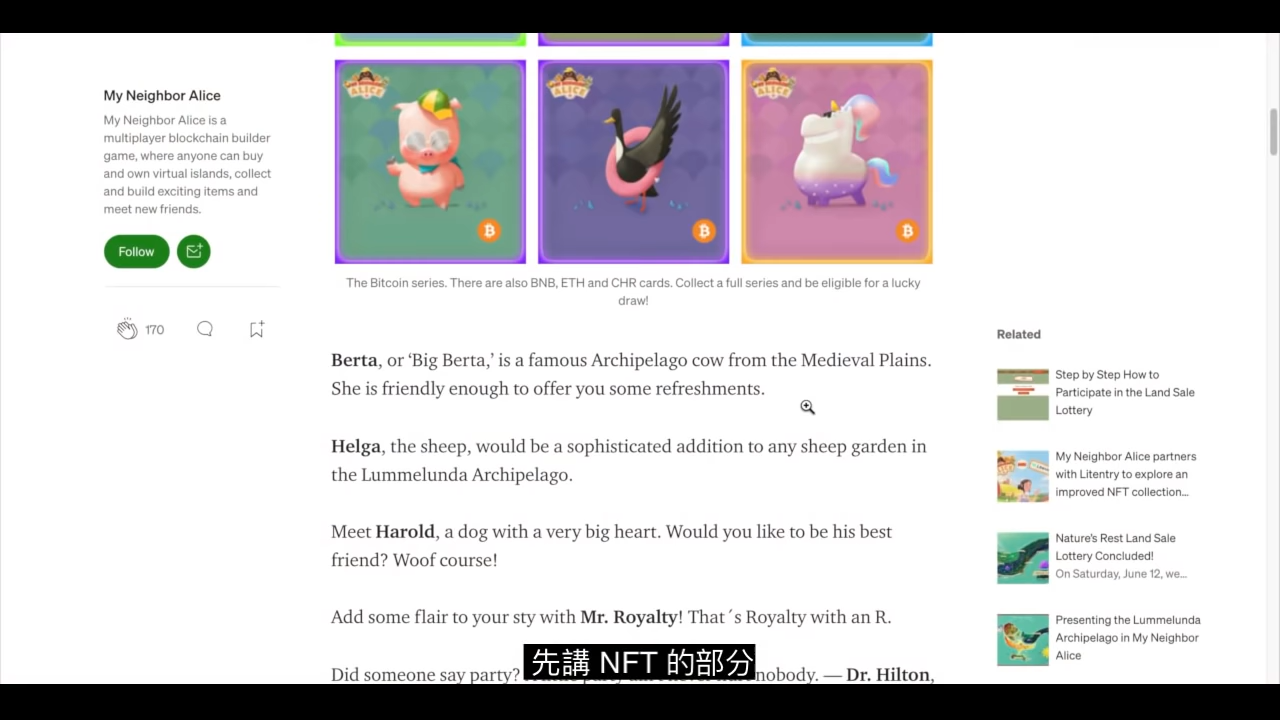 My Neighbor Alice
My Neighbor Alice is a
multiplayer blockchain builder
game, where anyone can buy
and own virtual islands, collect
and build exciting items and
meet new friends.
Follow
170
ALICE
ALICE
ALICE
The Bitcoin series. There are also BNB, ETH and CHR cards. Collect a full series and be eligible for a lucky
draw!
Berta, or ‘Big Berta,’ is a famous Archipelago cow from the Medieval Plains.
She is friendly enough to offer you some refreshments.
Helga, the sheep, would be a sophisticated addition to any sheep garden in
the Lummelunda Archipelago.
Meet Harold, a dog with a very big heart. Would you like to be his best
friend? Woof course!
Add some flair to your sty with Mr. Royalty! That´s Royalty with an R.
Did someone say party? nobody. — Dr. Hilton,
先講 NFT 的部分
Related
Step by Step How to
Participate in the Land Sale
Lottery
My Neighbor Alice partners
with Litentry to explore an
improved NFT collection...
Nature's Rest Land Sale
Lottery Concluded!
On Saturday, June 12, we...
Presenting the Lummelunda
Archipelago in My Neighbor
Alice